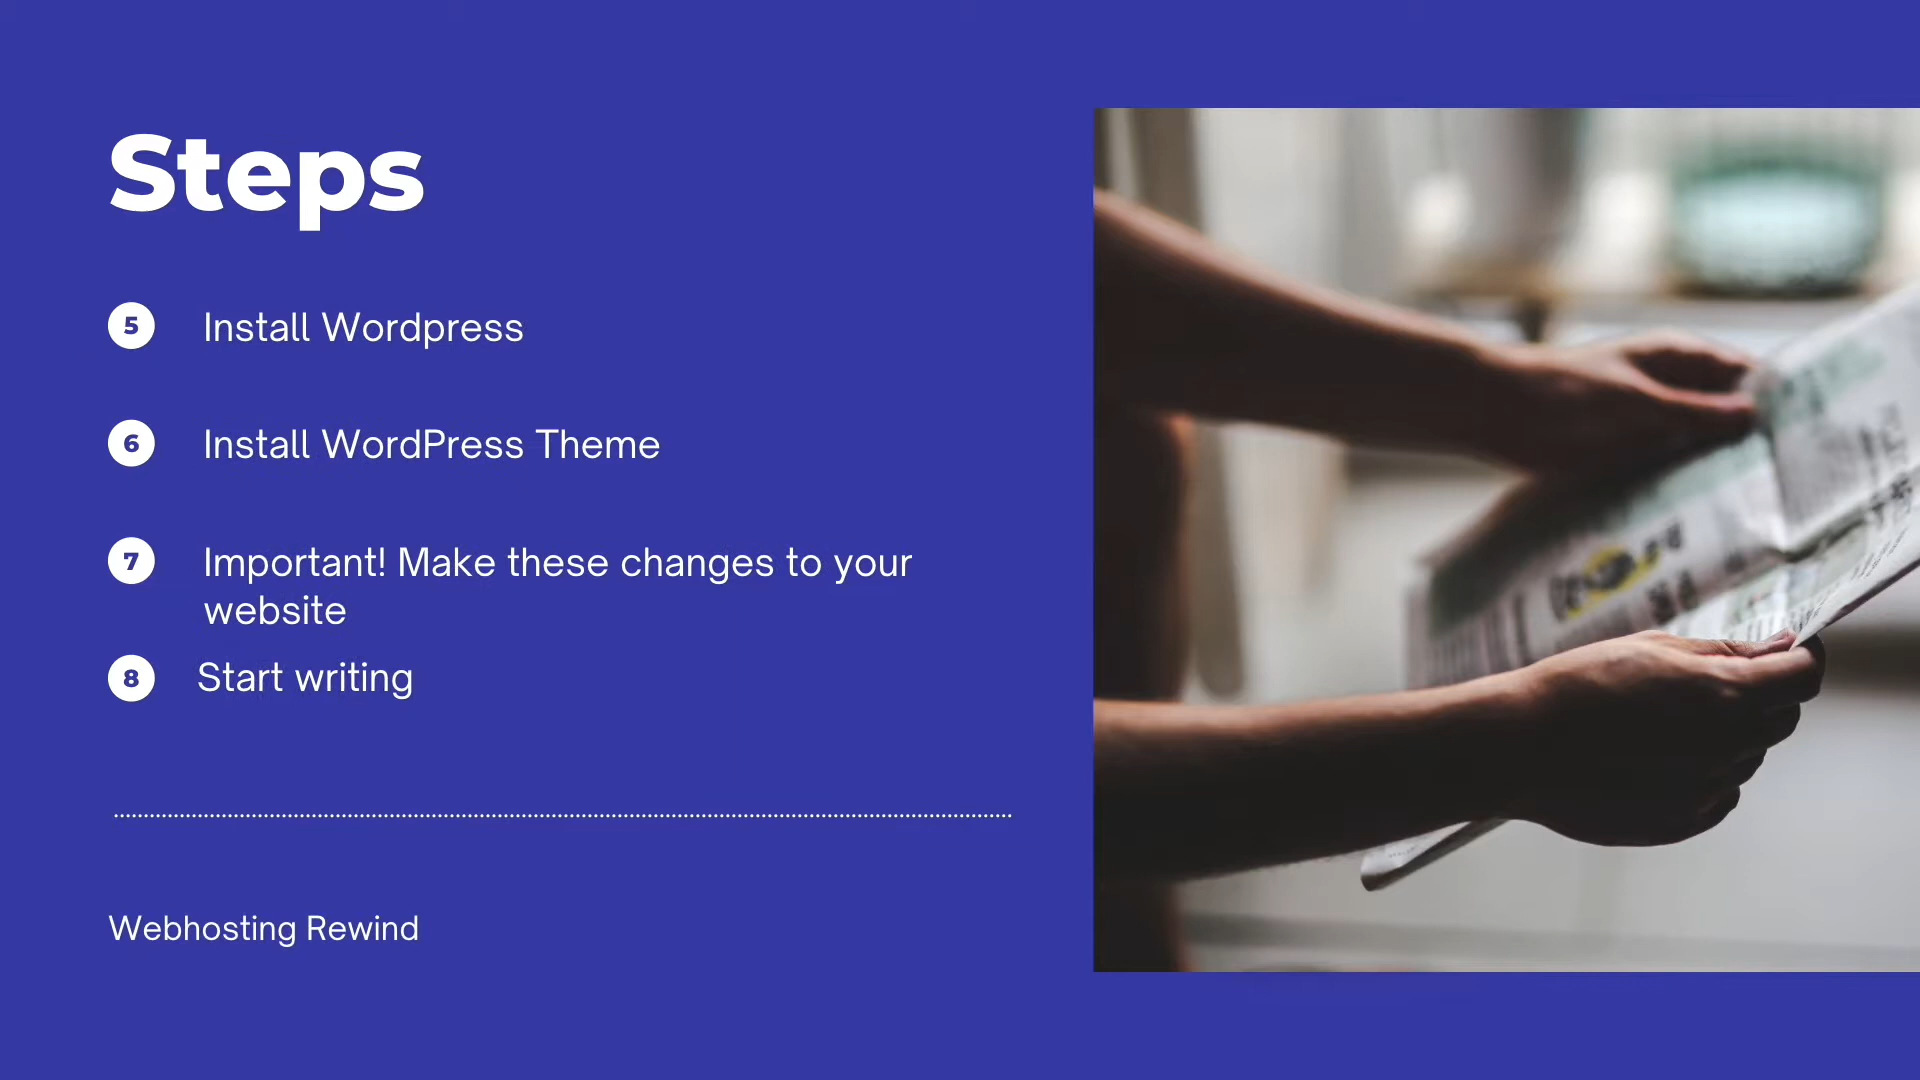 Steps
5 Install Wordpress
6 Install WordPress Theme
7 Important! Make these changes to your
website
8 Start writing
Webhosting Rewind